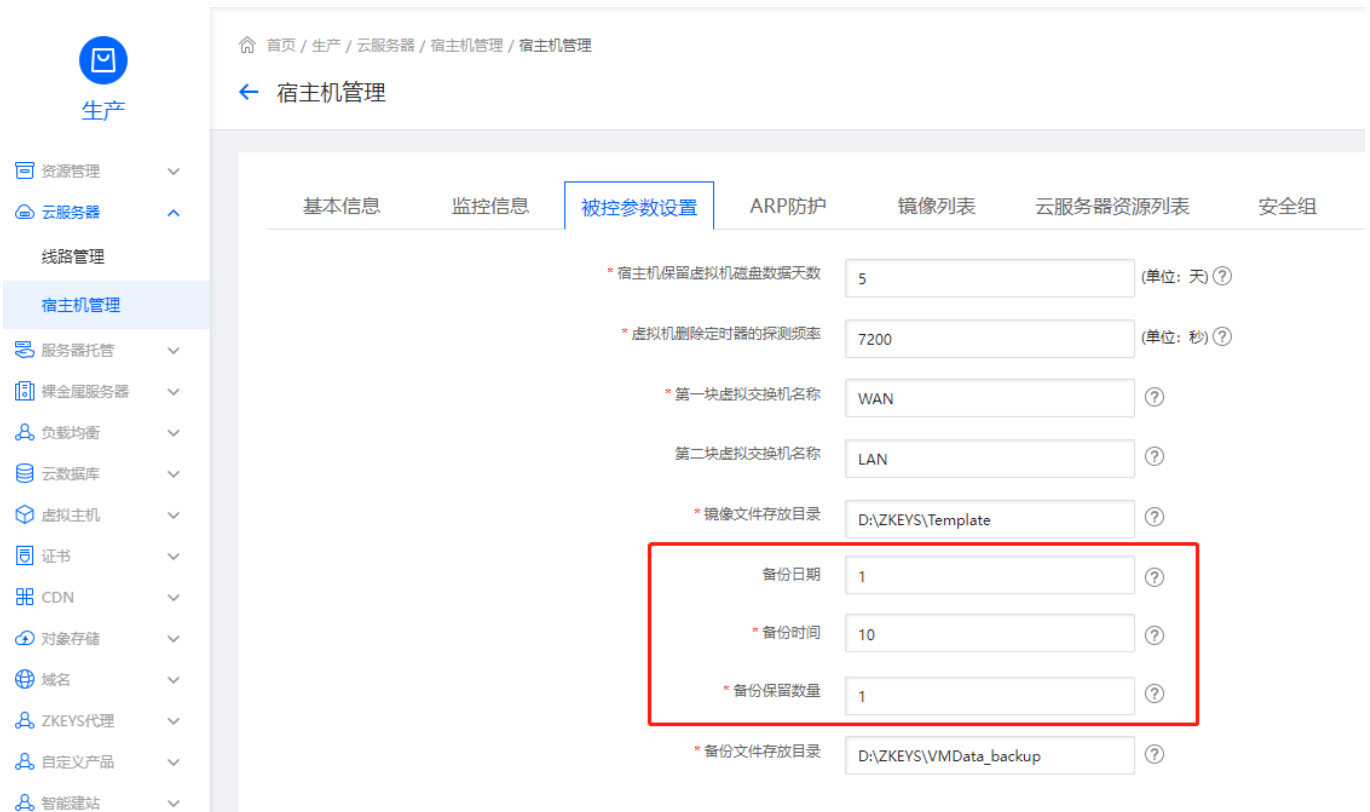 生产
首页 / 生产 / 云服务器 / 宿主机管理 / 宿主机管理
宿主机管理
资源管理
云服务器
线路管理
宿主机管理
服务器托管
裸金属服务器
负载均衡
云数据库
虚拟主机
证书
CDN
对象存储
域名
ZKEYS代理
自定义产品
智能建站
基本信息 监控信息 被控参数设置 ARP防护 镜像列表 云服务器资源列表 安全组
* 宿主机保留虚拟机磁盘数据天数 5 (单位: 天) ?
* 虚拟机删除定时器的探测频率 7200 (单位: 秒) ?
* 第一块虚拟交换机名称 WAN ?
第二块虚拟交换机名称 LAN ?
* 镜像文件存放目录 D:\ZKEYS\Template ?
备份日期 1 ?
* 备份时间 10 ?
* 备份保留数量 1 ?
* 备份文件存放目录 D:\ZKEYS\VMData_backup ?